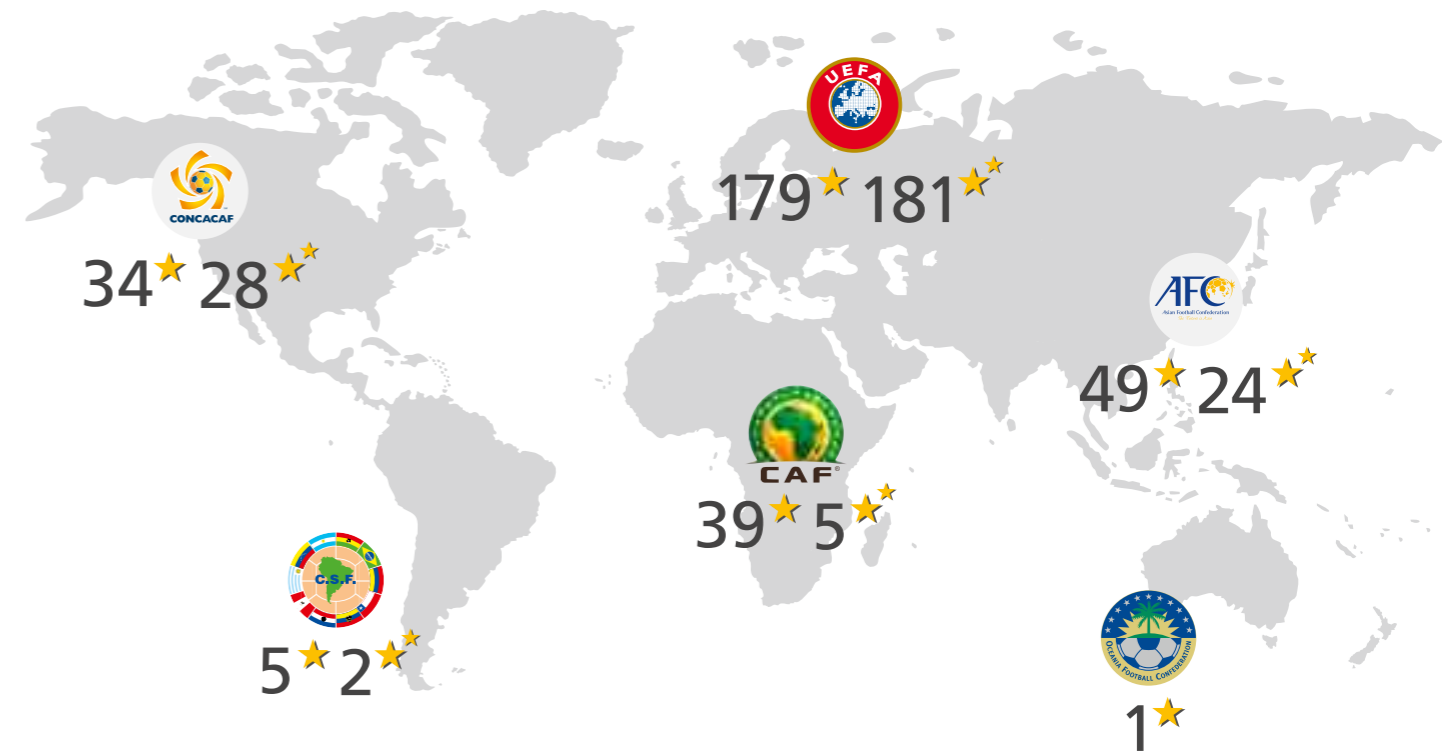 UEFA
179 181
CONCACAF
34 28
AFC
Asian Football Confederation
49 24
CAF
39 5
C.S.F.
5 2
OCEANIA FOOTBALL CONFEDERATION
1